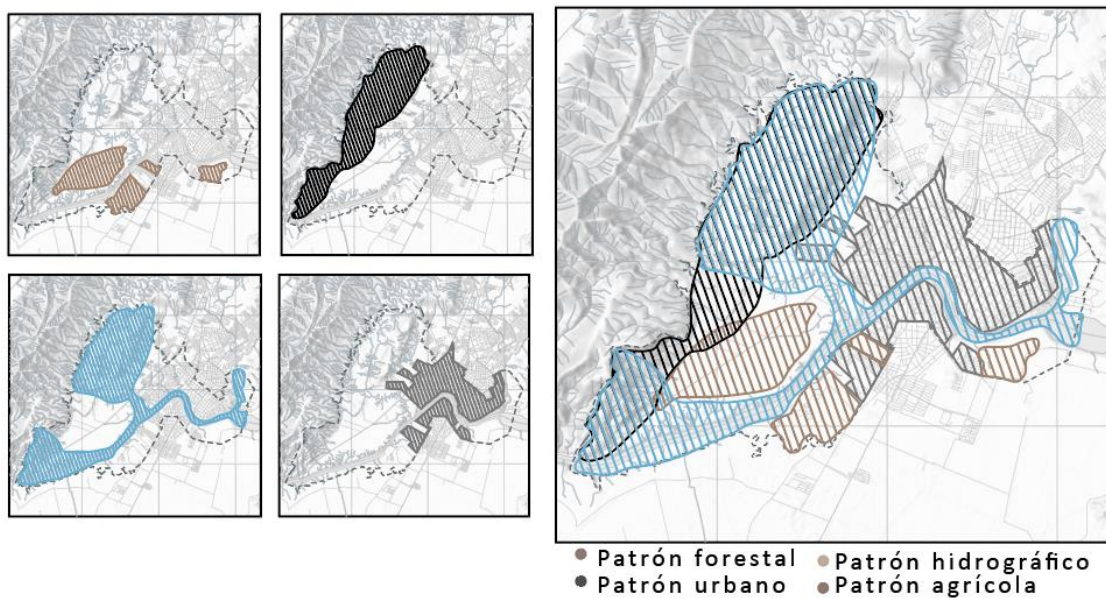 Patrón forestal
Patrón hidrográfico
Patrón urbano
Patrón agrícola